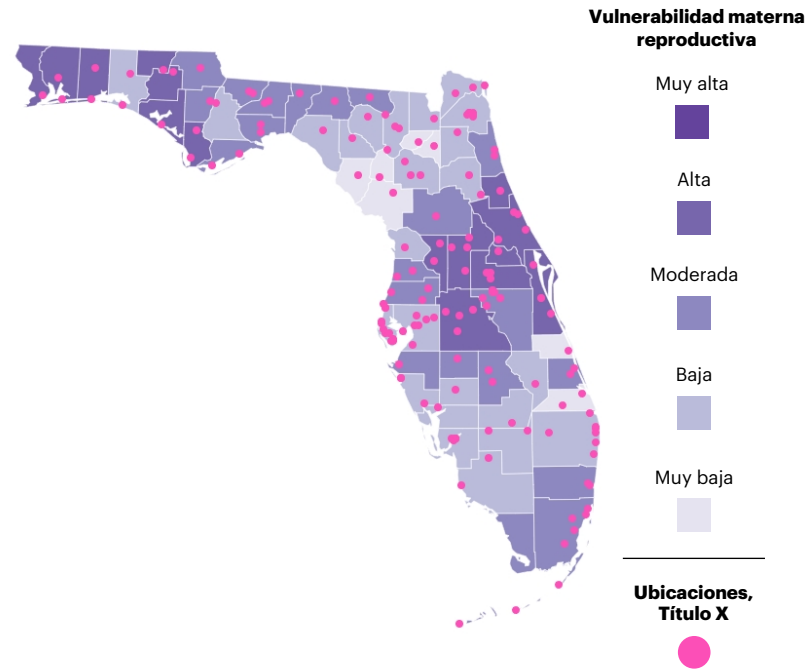 Vulnerabilidad materna
reproductiva
Muy alta
Alta
Moderada
Baja
Muy baja
Ubicaciones,
Título X